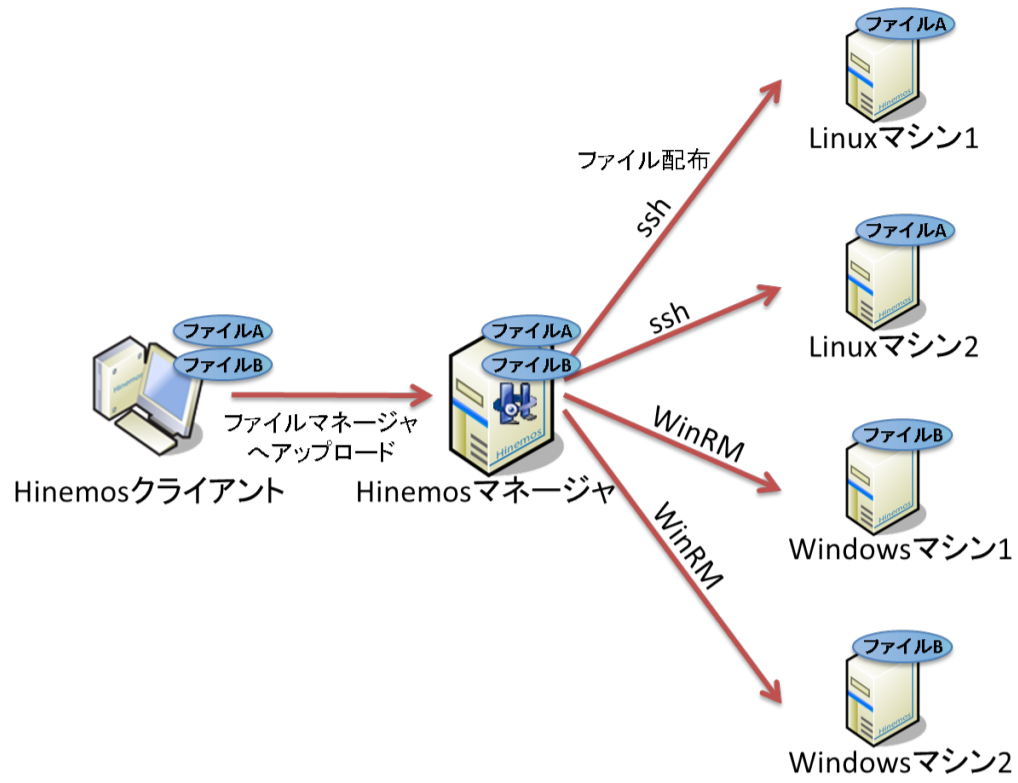 ファイルA
Linuxマシン1
ファイル配布
ssh
ファイルA
ssh
Linuxマシン2
ファイルA
ファイルB
Hinemos
ファイルマネージャ
へアップロード
Hinemosクライアント
ファイルA
ファイルB
Hinemos
Hinemosマネージャ
WinRM
ファイルB
Hinemos
Windowsマシン1
WinRM
ファイルB
Hinemos
Windowsマシン2
Hinemos
Hinemos